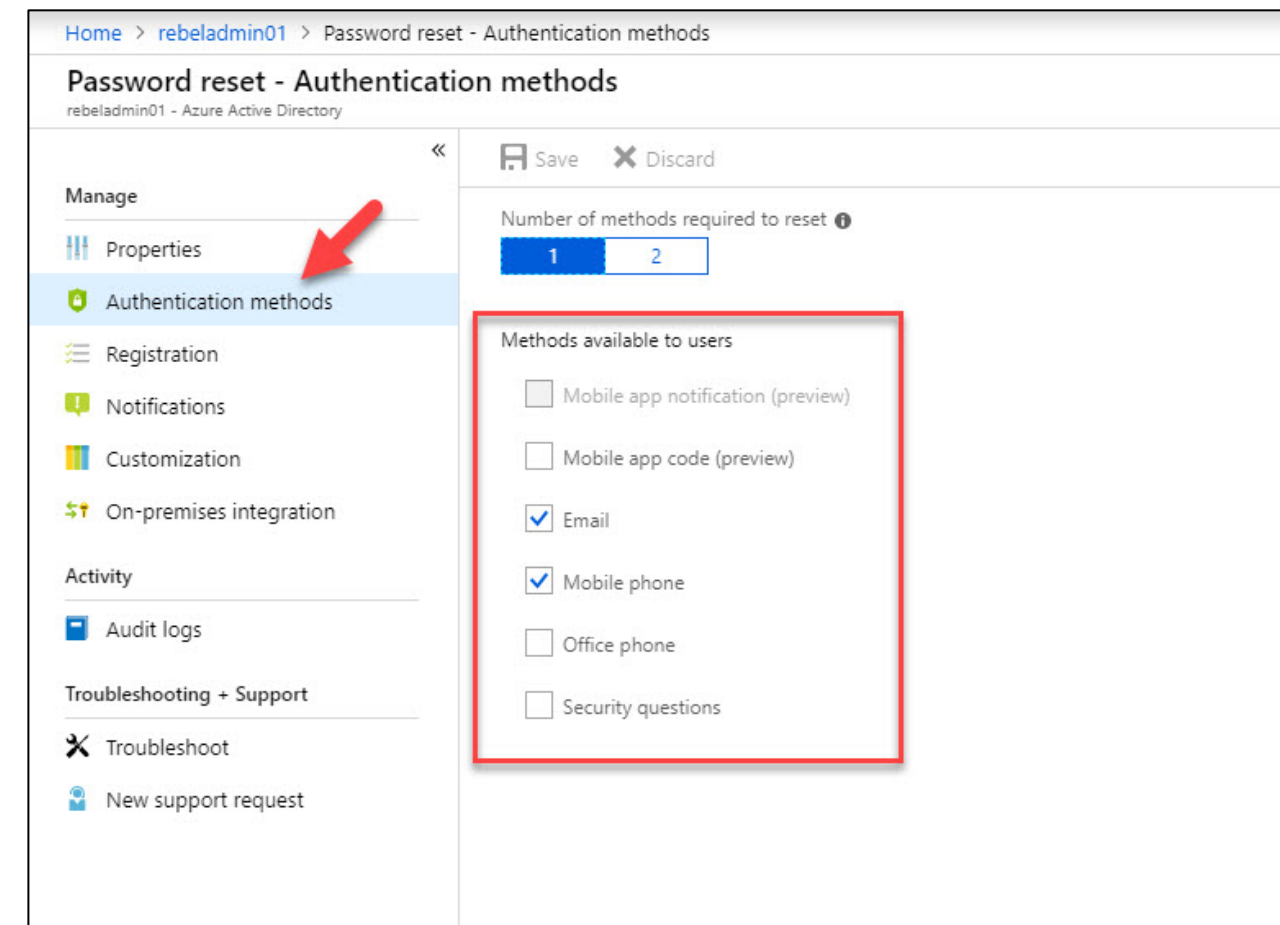 Home > rebeladmin01 > Password reset - Authentication methods
Password reset - Authentication methods
rebeladmin01 - Azure Active Directory
«
Manage
Properties
Authentication methods
Registration
Notifications
Customization
On-premises integration
Activity
Audit logs
Troubleshooting + Support
Troubleshoot
New support request
Save Discard
Number of methods required to reset
1 2
Methods available to users
Mobile app notification (preview)
Mobile app code (preview)
Email
Mobile phone
Office phone
Security questions